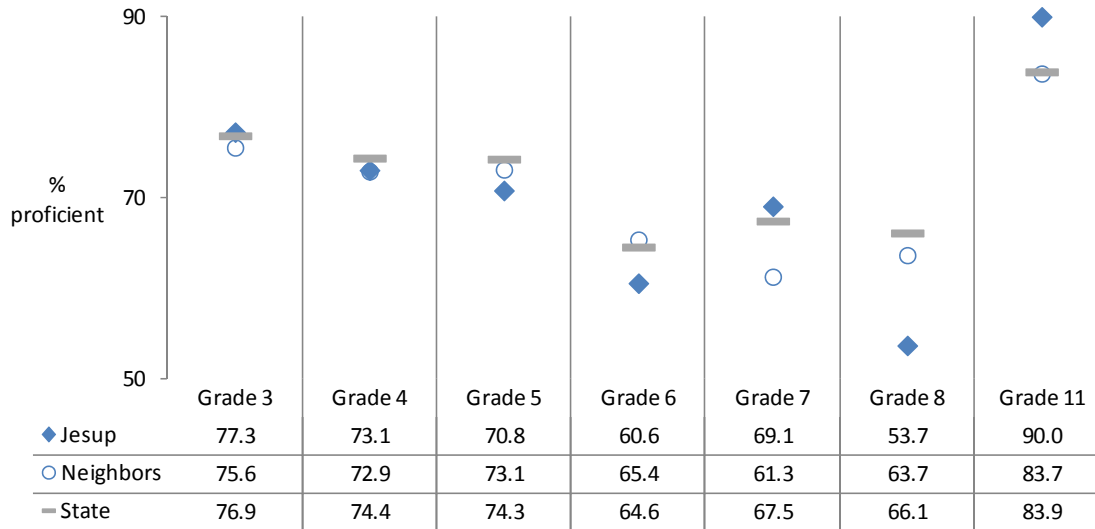 90
%
proficient
70
50
Grade 3 Grade 4 Grade 5 Grade 6 Grade 7 Grade 8 Grade 11
Jesup 77.3 73.1 70.8 60.6 69.1 53.7 90.0
Neighbors 75.6 72.9 73.1 65.4 61.3 63.7 83.7
State 76.9 74.4 74.3 64.6 67.5 66.1 83.9